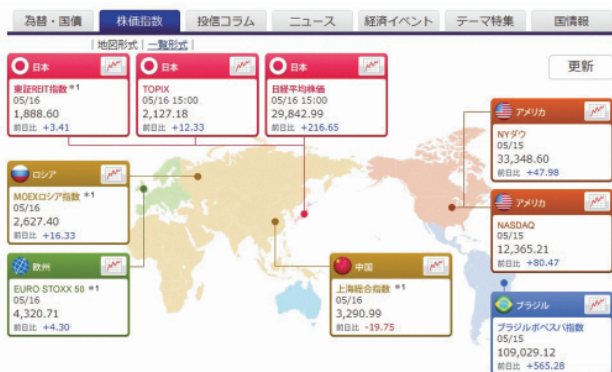 為替・国債 株価指数 投信コラム ニュース 経済イベント テーマ特集 国情報
| 地図形式 | 一覧形式 |
更新
日本
東証REIT指数 *1
05/16
1,888.60
前日比 +3.41
日本
TOPIX
05/16 15:00
2,127.18
前日比 +12.33
日本
日経平均株価
05/16 15:00
29,842.99
前日比 +216.65
アメリカ
NYダウ
05/15
33,348.60
前日比 +47.98
ロシア
MOEXロシア指数 *1
05/16
2,627.40
前日比 +16.33
アメリカ
NASDAQ
05/15
12,365.21
前日比 +80.47
欧州
EURO STOXX 50 *1
05/16
4,320.71
前日比 +4.30
中国
上海総合指数 *1
05/16
3,290.99
前日比 -19.75
ブラジル
ブラジルボベスパ指数
05/15
109,029.12
前日比 +565.28